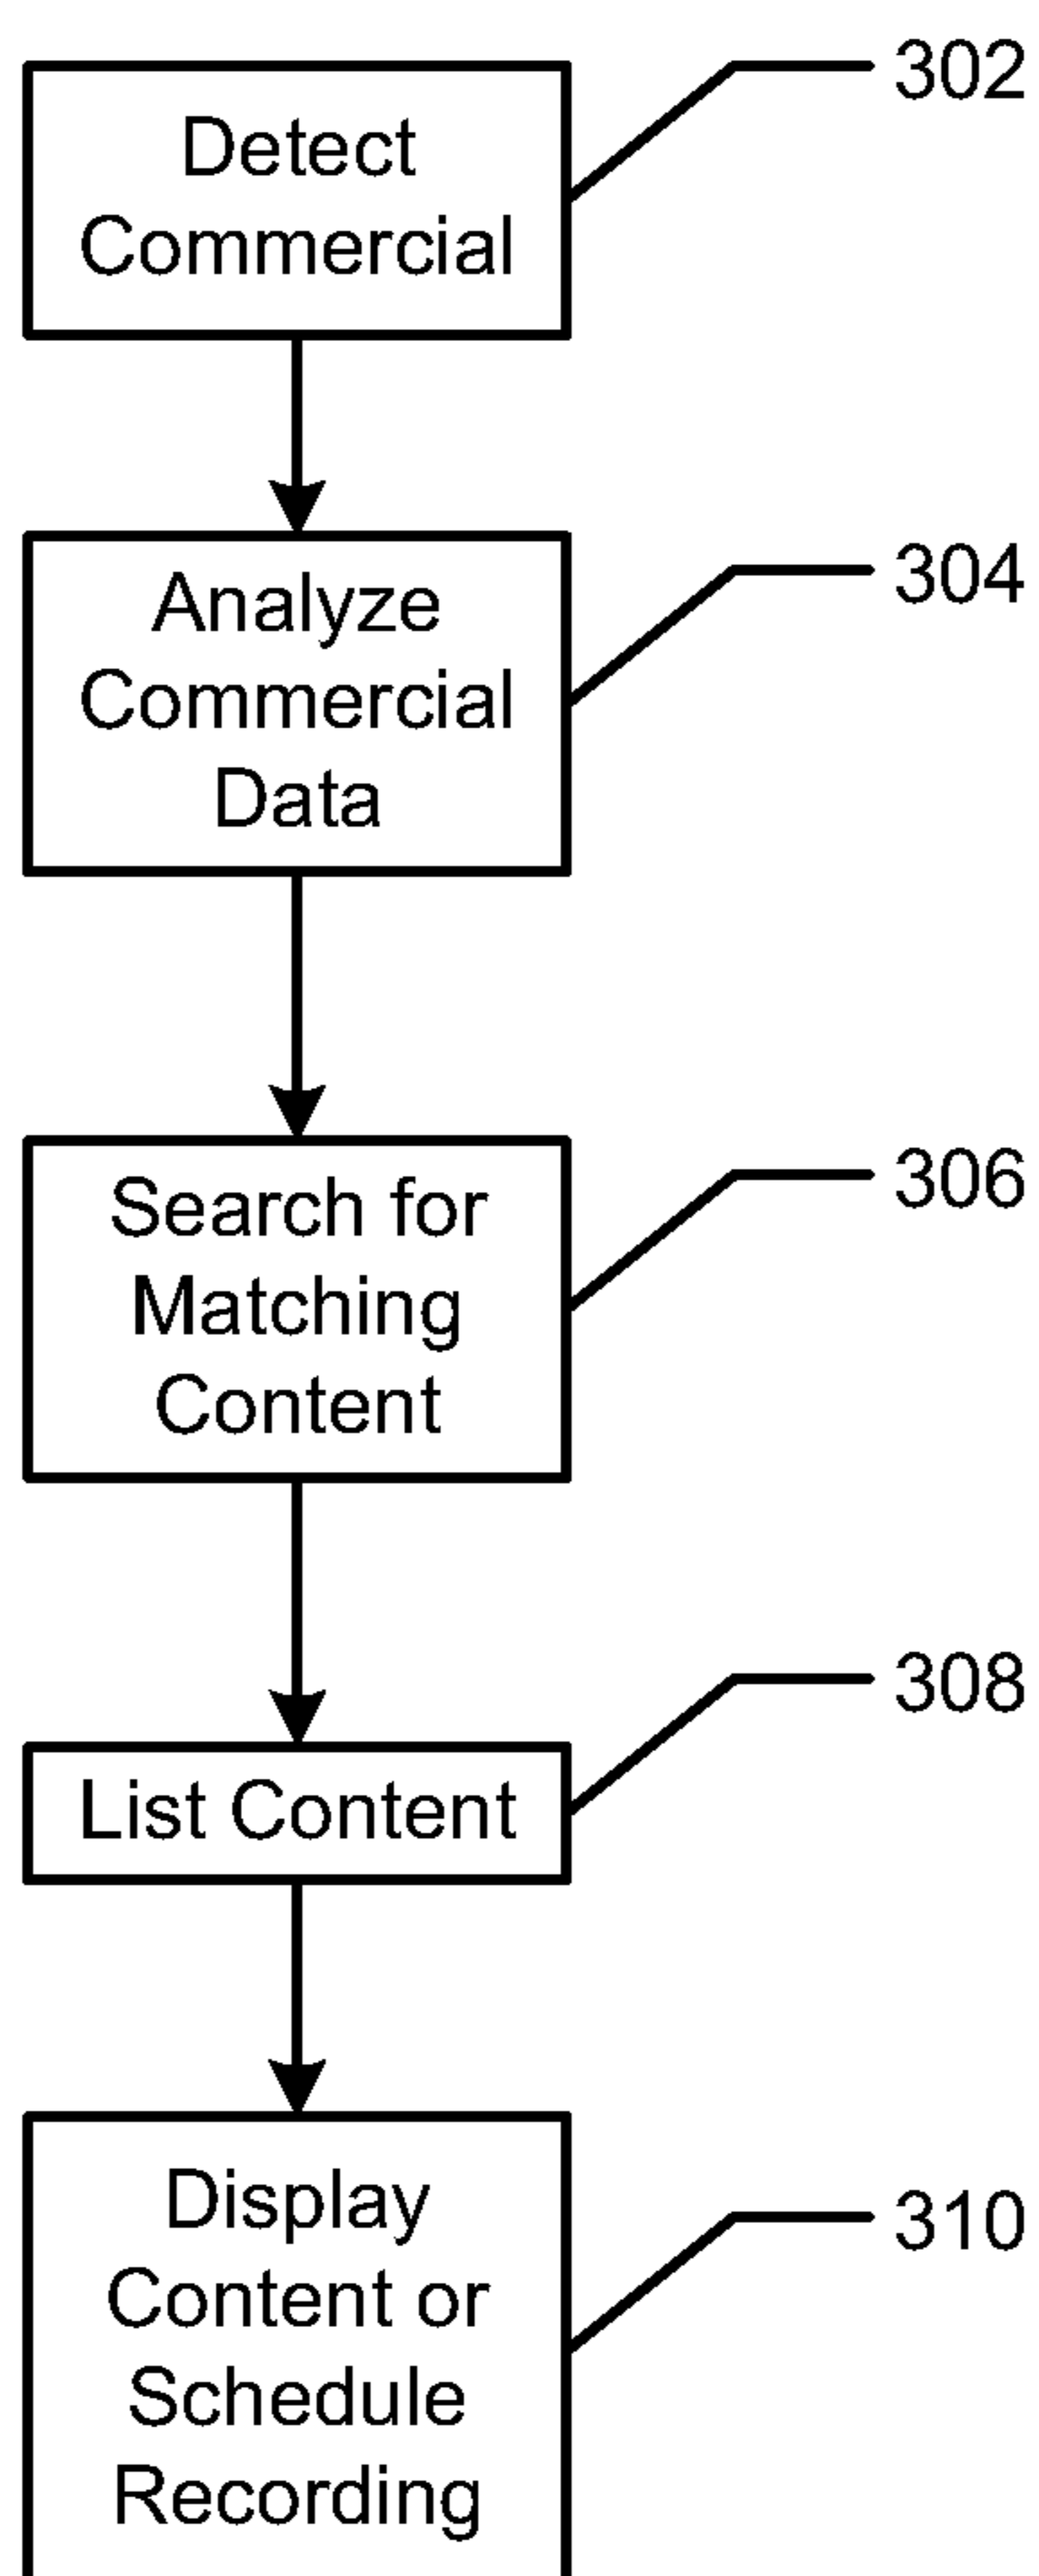 302
Detect
Commercial
304
Analyze
Commercial
Data
306
Search for
Matching
Content
308
List Content
310
Display
Content or
Schedule
Recording